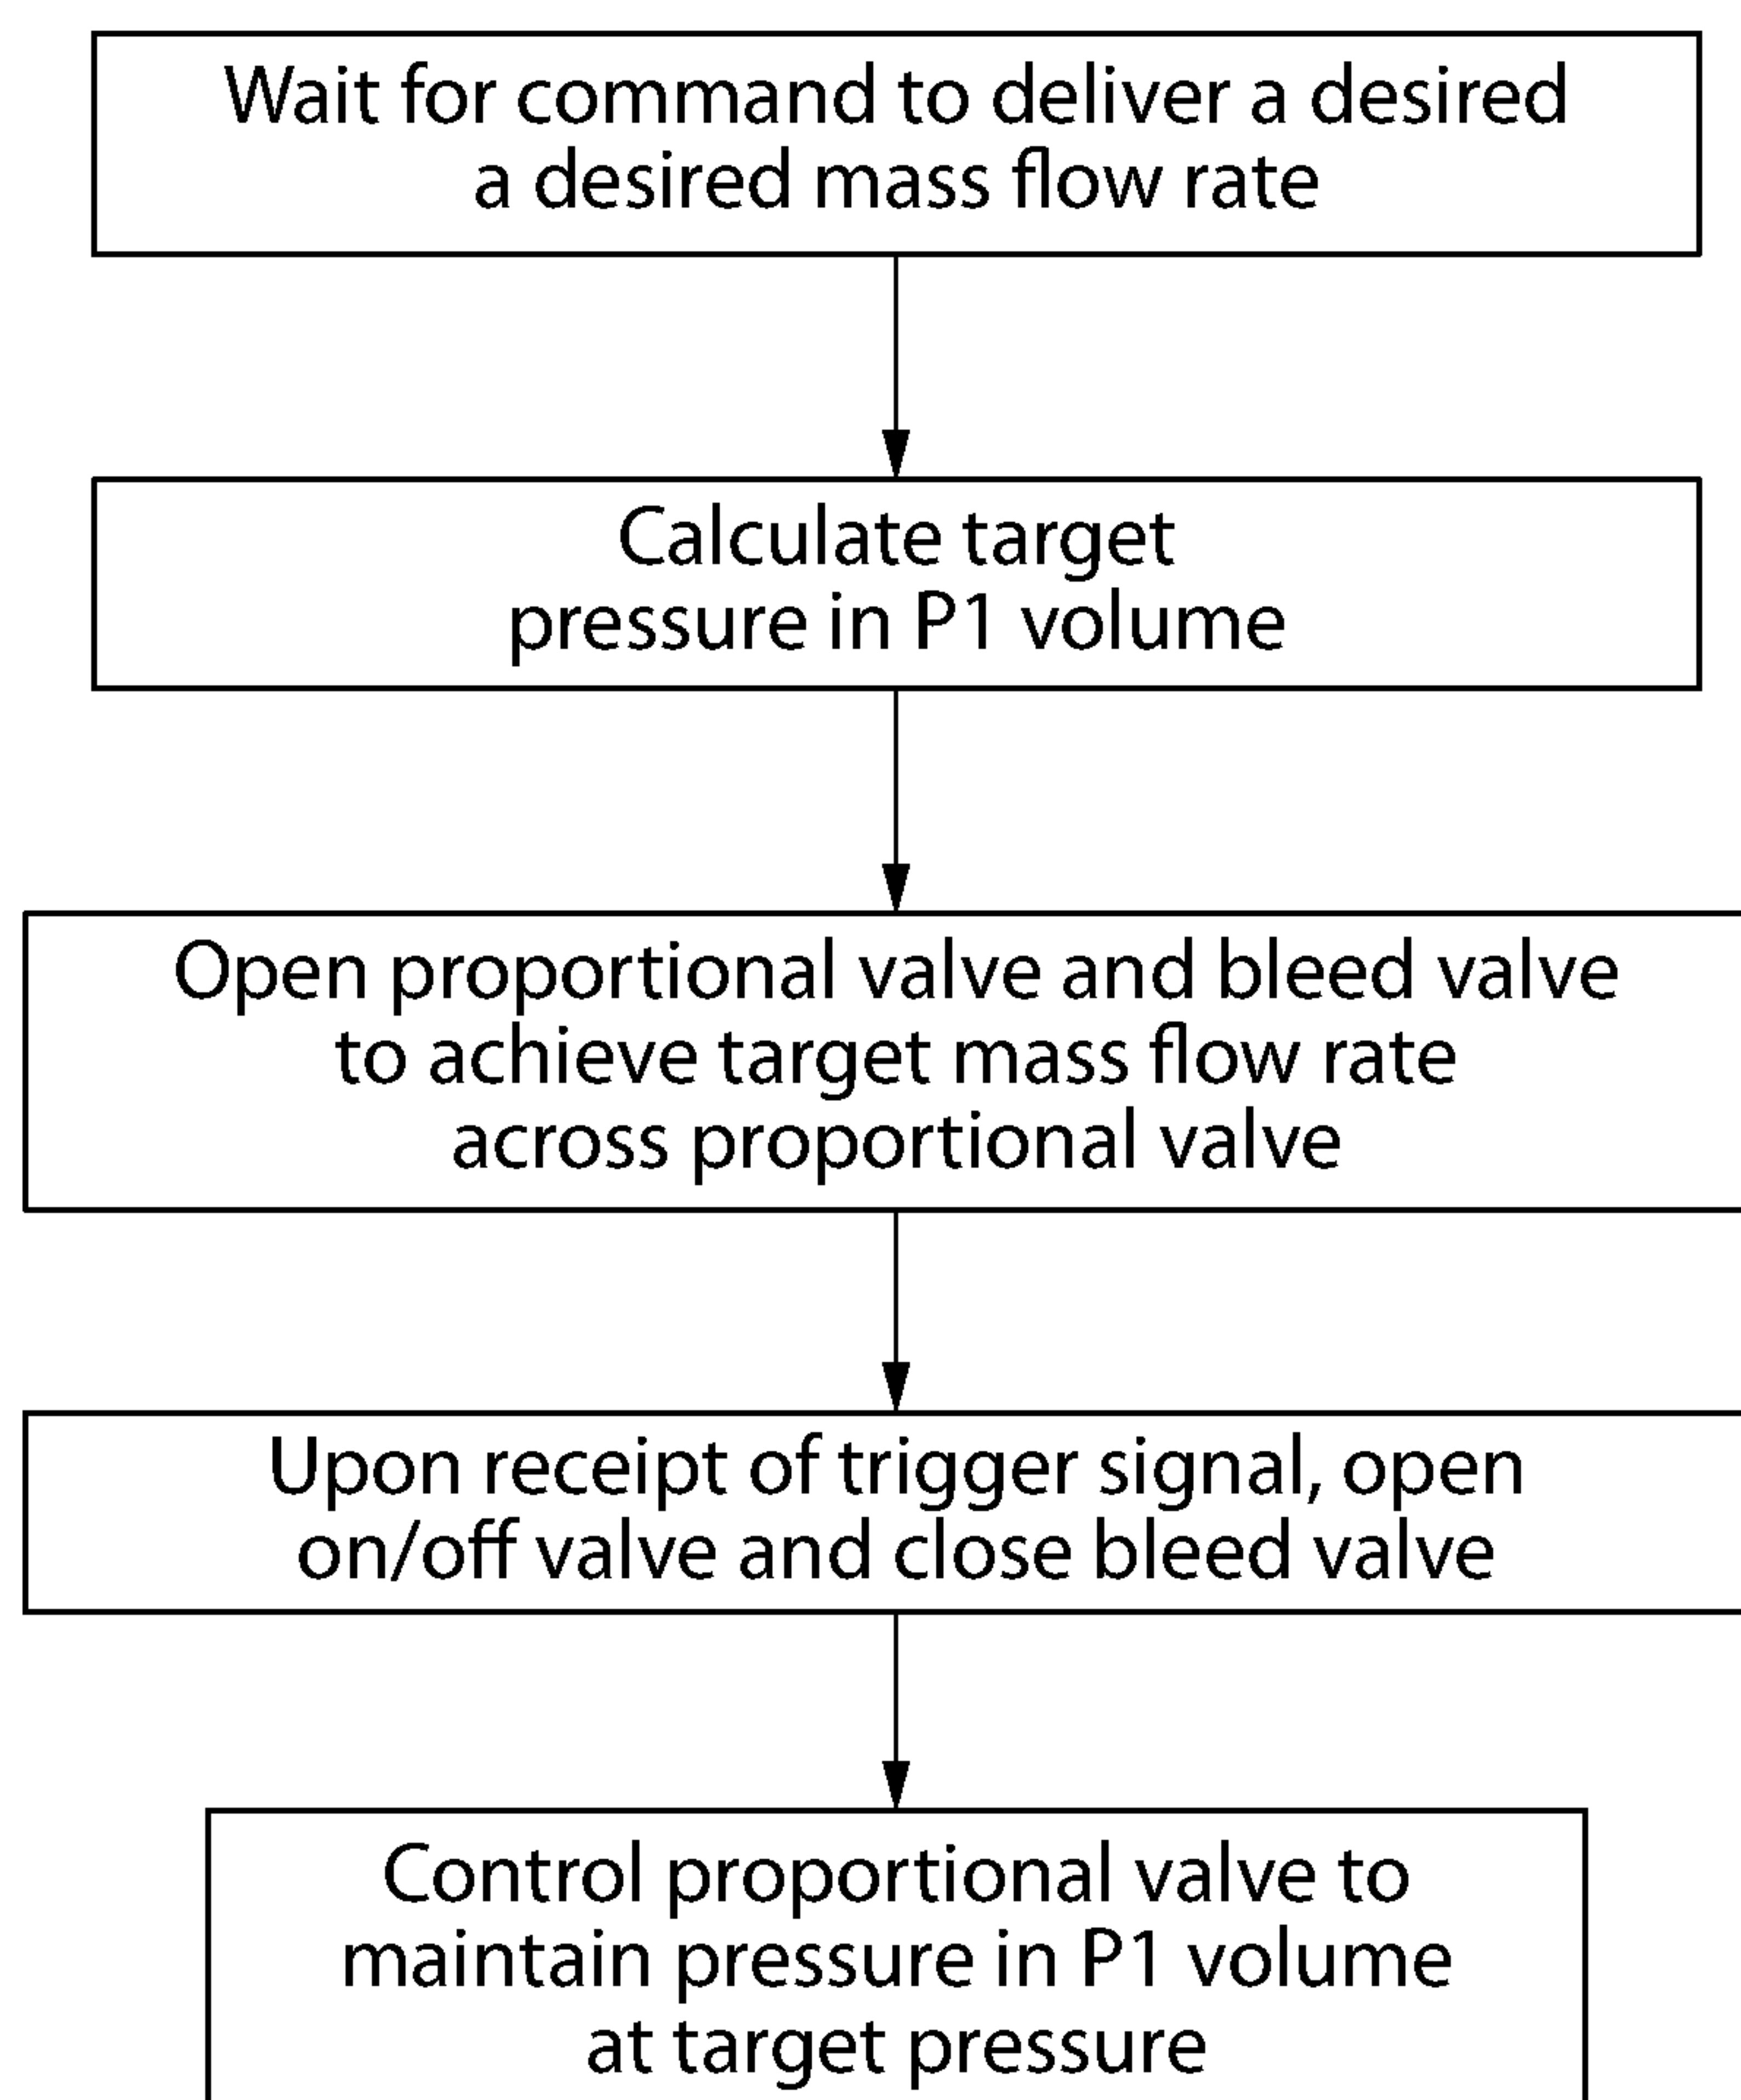 Wait for command to deliver a desired
a desired mass flow rate
Calculate target
pressure in P1 volume
Open proportional valve and bleed valve
to achieve target mass flow rate
across proportional valve
Upon receipt of trigger signal, open
on/off valve and close bleed valve
Control proportional valve to
maintain pressure in P1 volume
at target pressure